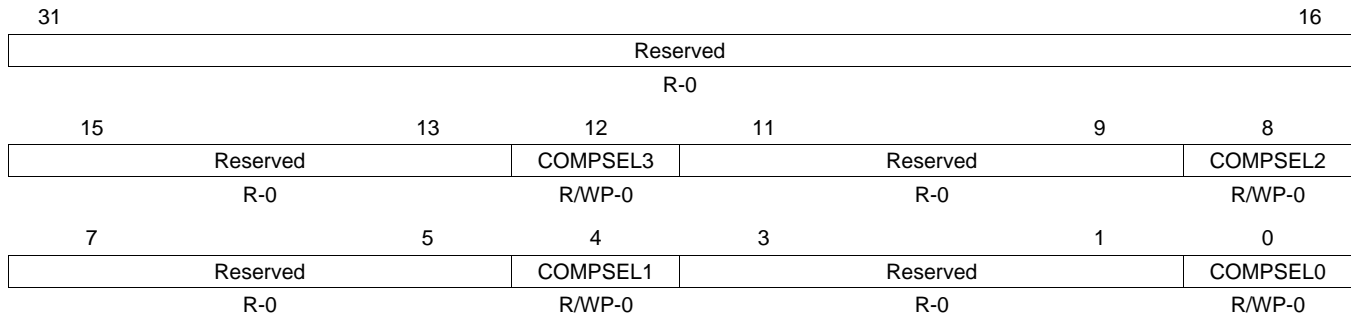 31 16
Reserved
R-0
15 13 12 11 9 8
Reserved COMPSEL3 Reserved COMPSEL2
R-0 R/WP-0 R-0 R/WP-0
7 5 4 3 1 0
Reserved COMPSEL1 Reserved COMPSEL0
R-0 R/WP-0 R-0 R/WP-0